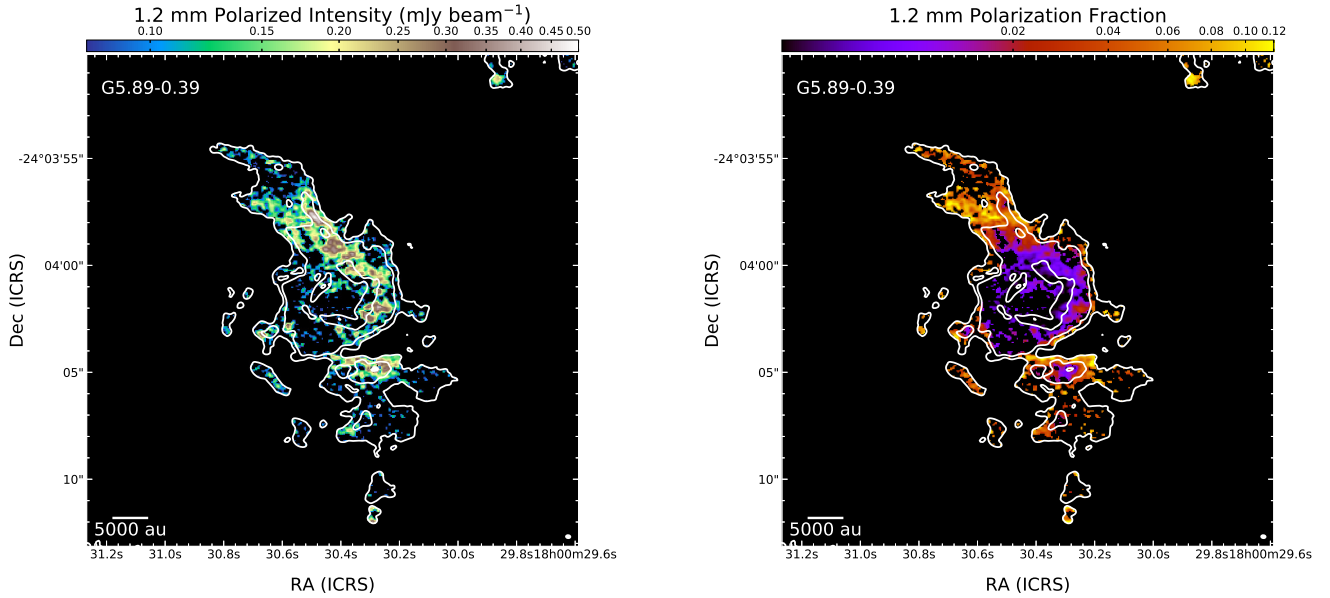 1.2 mm Polarized Intensity (mJy beam⁻¹)
0.10 0.15 0.20 0.25 0.30 0.35 0.40 0.45 0.50
G5.89-0.39
-24°03'55"
04'00"
05"
10"
Dec (ICRS)
5000 au
31.2s 31.0s 30.8s 30.6s 30.4s 30.2s 30.0s 29.8s18h00m29.6s
RA (ICRS)
1.2 mm Polarization Fraction
0.02 0.04 0.06 0.08 0.10 0.12
G5.89-0.39
-24°03'55"
04'00"
05"
10"
Dec (ICRS)
5000 au
31.2s 31.0s 30.8s 30.6s 30.4s 30.2s 30.0s 29.8s18h00m29.6s
RA (ICRS)